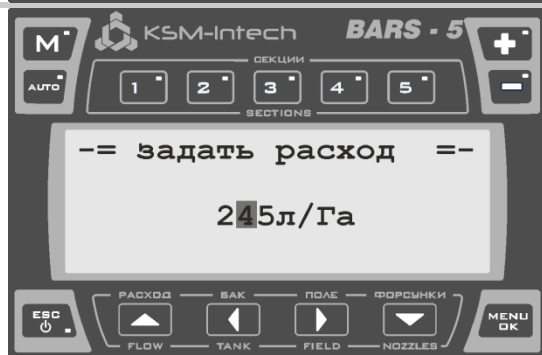 M
KSM-Intech
BARS - 5
+
AUTO
СЕКЦИИ
1 2 3 4 5
-
SECTIONS
-= задать расход =-
245л/Га
РАСХОД БАК ПОЛЕ ФОРСУНКИ
ESC
MENU
OK
FLOW TANK FIELD NOZZLES